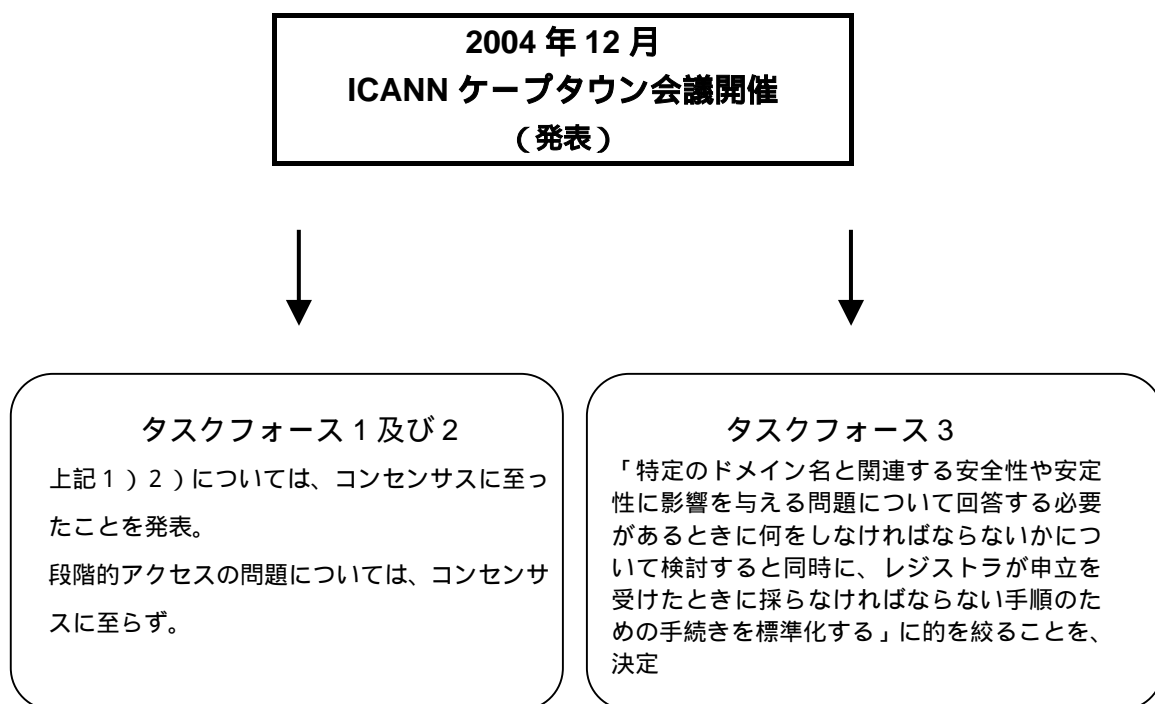 2004 年 12 月
ICANN ケープタウン会議開催
（発表）
タスクフォース 1 及び 2
上記１）２）については、コンセンサスに至っ
たことを発表。
段階的アクセスの問題については、コンセンサ
スに至らず。
タスクフォース 3
「特定のドメイン名と関連する安全性や安定
性に影響を与える問題について回答する必要
があるときに何をしなければならないかにつ
いて検討すると同時に、レジストラが申立を
受けたときに採らなければならない手順のた
めの手続きを標準化する」に的を絞ることを、
決定